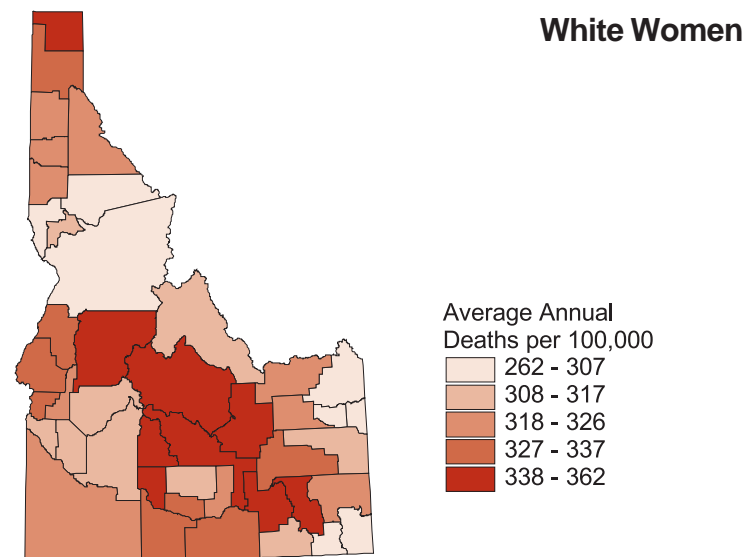 White Women
Average Annual
Deaths per 100,000
262 - 307
308 - 317
318 - 326
327 - 337
338 - 362